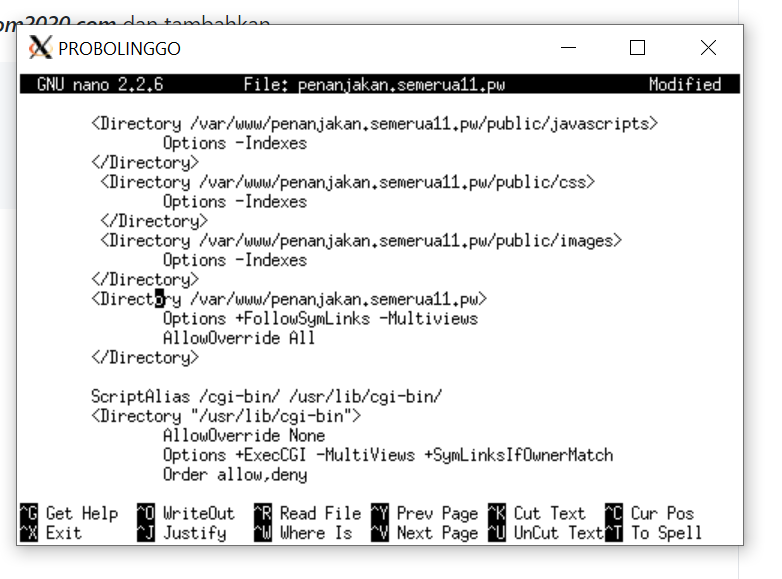 om2020.com dan tambahkan
PROBOLINGGO
GNU nano 2.2.6 File: penanjakan.semerua11.pw Modified
<Directory /var/www/penanjakan.semerua11.pw/public/javascripts>
Options -Indexes
</Directory>
<Directory /var/www/penanjakan.semerua11.pw/public/css>
Options -Indexes
</Directory>
<Directory /var/www/penanjakan.semerua11.pw/public/images>
Options -Indexes
</Directory>
<Directory /var/www/penanjakan.semerua11.pw>
Options +FollowSymLinks -Multiviews
AllowOverride All
</Directory>
ScriptAlias /cgi-bin/ /usr/lib/cgi-bin/
<Directory "/usr/lib/cgi-bin">
AllowOverride None
Options +ExecCGI -MultiViews +SymLinksIfOwnerMatch
Order allow,deny
^G Get Help ^O WriteOut ^R Read File ^Y Prev Page ^K Cut Text ^C Cur Pos
^X Exit ^J Justify ^W Where Is ^V Next Page ^U UnCut Text ^T To Spell